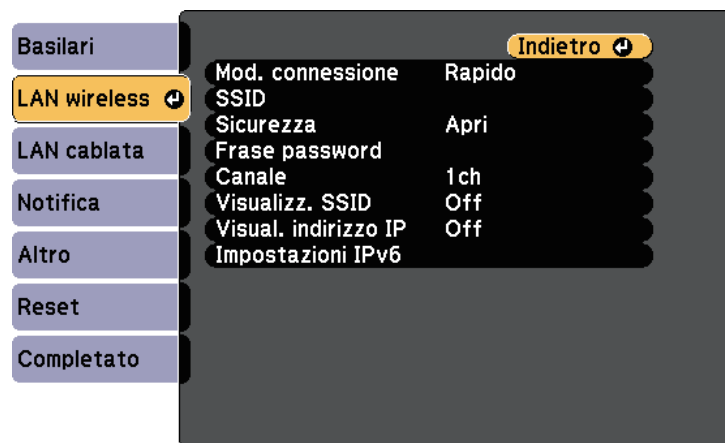 Basilari
LAN wireless
LAN cablata
Notifica
Altro
Reset
Completato
Indietro
Mod. connessione Rapido
SSID
Sicurezza Apri
Frase password
Canale 1ch
Visualizz. SSID Off
Visual. indirizzo IP Off
Impostazioni IPv6